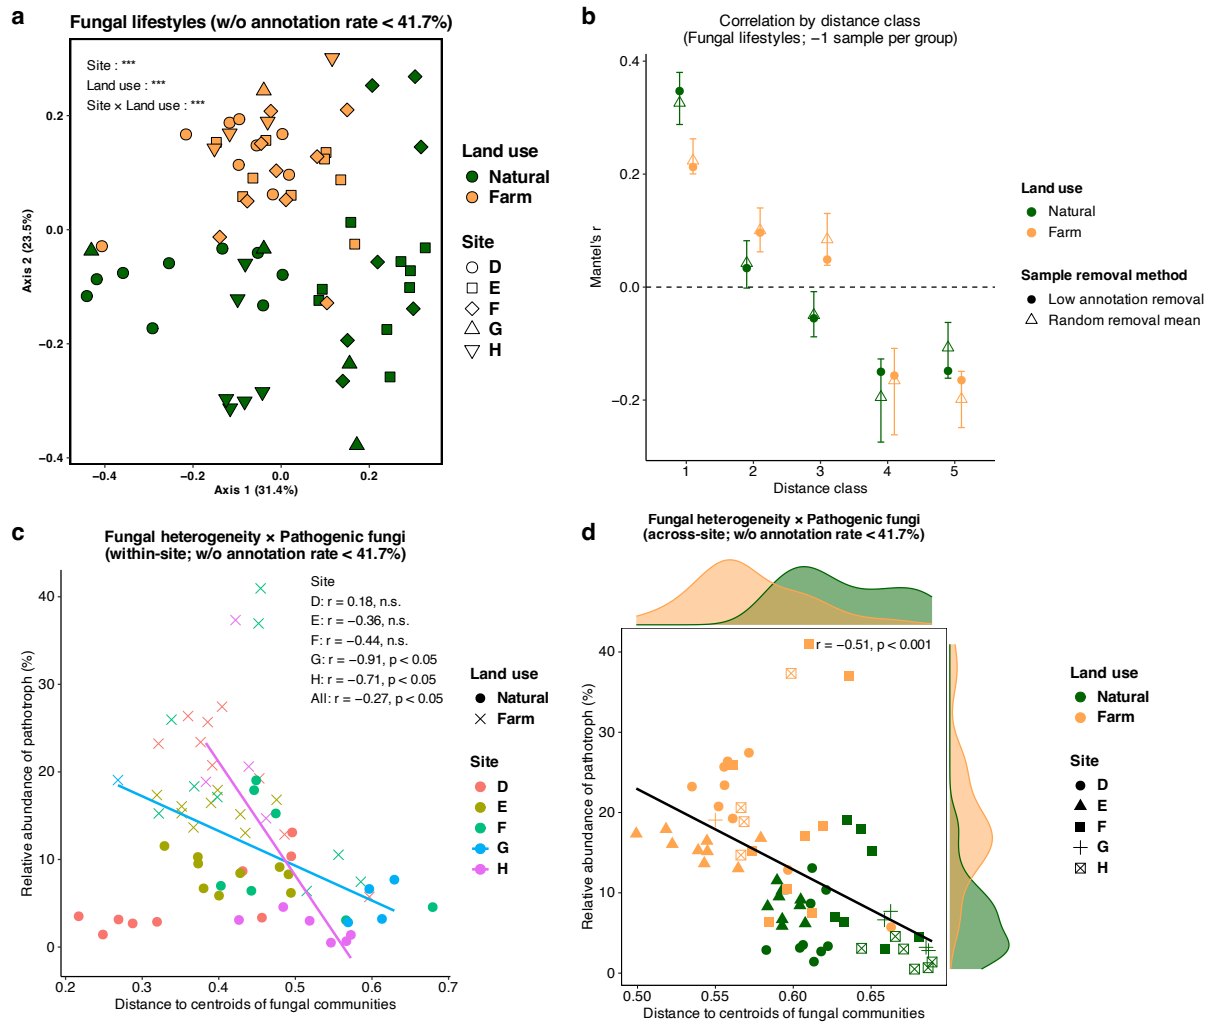 a
Fungal lifestyles (w/o annotation rate < 41.7%)
Site : ***
Land use : ***
Site × Land use : ***
0.2
0.0
−0.2
−0.4
Axis 2 (23.5%)
−0.4
−0.2
0.0
0.2
Axis 1 (31.4%)
Land use
Natural
Farm
Site
D
E
F
G
H
b
Correlation by distance class
(Fungal lifestyles; −1 sample per group)
0.4
0.2
0.0
−0.2
Mantel's r
1
2
3
4
5
Distance class
Land use
Natural
Farm
Sample removal method
Low annotation removal
Random removal mean
c
Fungal heterogeneity × Pathogenic fungi
(within-site; w/o annotation rate < 41.7%)
Site
D: r = 0.18, n.s.
E: r = −0.36, n.s.
F: r = −0.44, n.s.
G: r = −0.91, p < 0.05
H: r = −0.71, p < 0.05
All: r = −0.27, p < 0.05
40
30
20
10
0
Relative abundance of pathotroph (%)
0.2
0.3
0.4
0.5
0.6
0.7
Distance to centroids of fungal communities
Land use
Natural
Farm
Site
D
E
F
G
H
d
Fungal heterogeneity × Pathogenic fungi
(across-site; w/o annotation rate < 41.7%)
r = −0.51, p < 0.001
40
30
20
10
0
Relative abundance of pathotroph (%)
0.50
0.55
0.60
0.65
Distance to centroids of fungal communities
Land use
Natural
Farm
Site
D
E
F
G
H